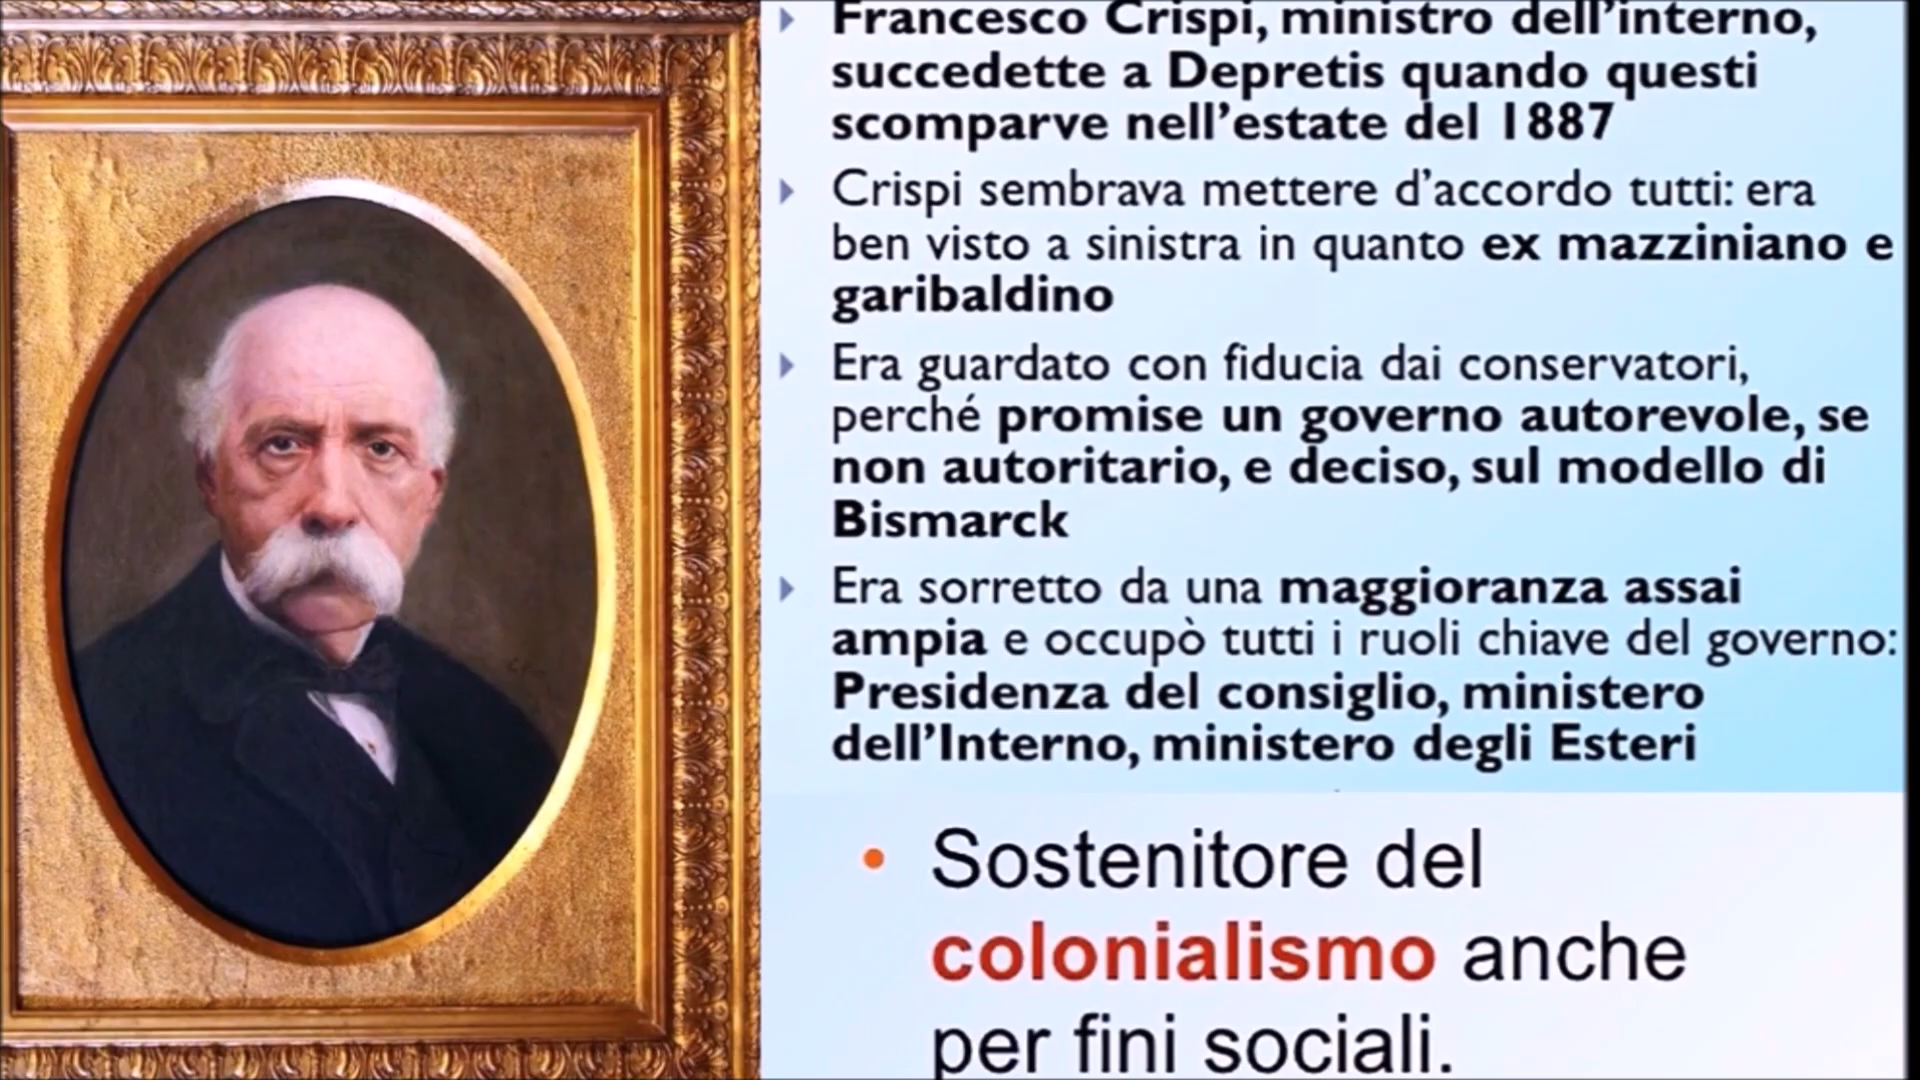 Francesco Crispi, ministro dell'interno,
succedette a Depretis quando questi
scomparve nell'estate del 1887
Crispi sembrava mettere d'accordo tutti: era
ben visto a sinistra in quanto ex mazziniano e
garibaldino
Era guardato con fiducia dai conservatori,
perché promise un governo autorevole, se
non autoritario, e deciso, sul modello di
Bismarck
Era sorretto da una maggioranza assai
ampia e occupò tutti i ruoli chiave del governo:
Presidenza del consiglio, ministero
dell'Interno, ministero degli Esteri
• Sostenitore del
colonialismo anche
per fini sociali.